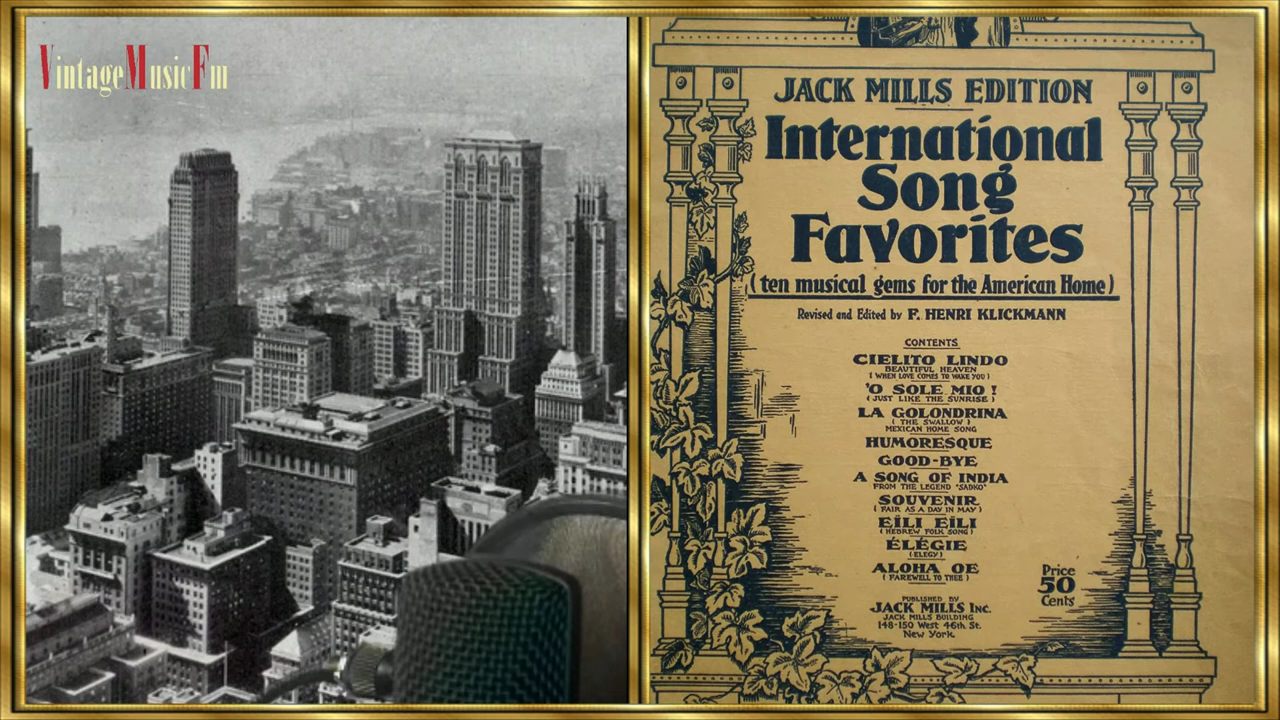 VintageMusicFm
JACK MILLS EDITION
International
Song
Favorites
(ten musical gems for the American Home)
Revised and Edited by F. HENRI KLICKMANN
CONTENTS
CIELITO LINDO
BEAUTIFUL HEAVEN
(WHEN LOVE COMES TO WAKE YOU)
'O SOLE MIO!
(JUST LIKE THE SUNRISE)
LA GOLONDRINA
(THE SWALLOW)
MEXICAN HOME SONG
HUMORESQUE
GOOD-BYE
A SONG OF INDIA
FROM THE LEGEND "SADKO"
SOUVENIR
(FAIR AS A DAY IN MAY)
EÏLI EÏLI
(HEBREW FOLK SONG)
ÉLÉGIE
(ELEGY)
ALOHA OE
(FAREWELL TO THEE)
Price
50
Cents
PUBLISHED BY
JACK MILLS INC.
JACK MILLS BUILDING
148-150 West 46th St.
New York